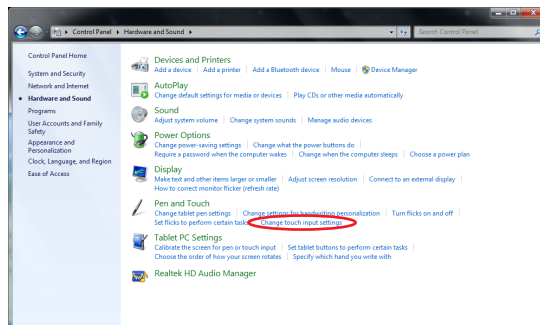 Control Panel Hardware and Sound Search Control Panel
Control Panel Home
System and Security
Network and Internet
Hardware and Sound
Programs
User Accounts and Family
Safety
Appearance and
Personalization
Clock, Language, and Region
Ease of Access
Devices and Printers
Add a device Add a printer Add a Bluetooth device Mouse Device Manager
AutoPlay
Change default settings for media or devices Play CDs or other media automatically
Sound
Adjust system volume Change system sounds Manage audio devices
Power Options
Change power-saving settings Change what the power buttons do
Require a password when the computer wakes Change when the computer sleeps Choose a power plan
Display
Make text and other items larger or smaller Adjust screen resolution Connect to an external display
How to correct monitor flicker (refresh rate)
Pen and Touch
Change tablet pen settings Change settings for handwriting personalization Turn flicks on and off
Set flicks to perform certain tasks Change touch input settings
Tablet PC Settings
Calibrate the screen for pen or touch input Set tablet buttons to perform certain tasks
Choose the order of how your screen rotates Specify which hand you write with
Realtek HD Audio Manager